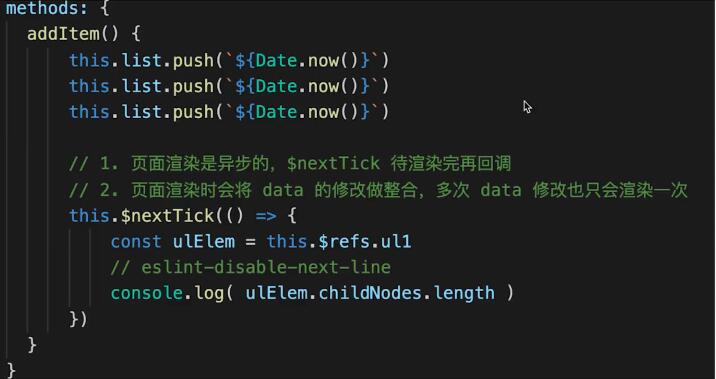 methods: {
addItem() {
this.list.push(`${Date.now()}`)
this.list.push(`${Date.now()}`)
this.list.push(`${Date.now()}`)
// 1. 页面渲染是异步的，$nextTick 待渲染完再回调
// 2. 页面渲染时会将 data 的修改做整合，多次 data 修改也只会渲染一次
this.$nextTick(() => {
const ulElem = this.$refs.ul1
// eslint-disable-next-line
console.log( ulElem.childNodes.length )
})
}
}